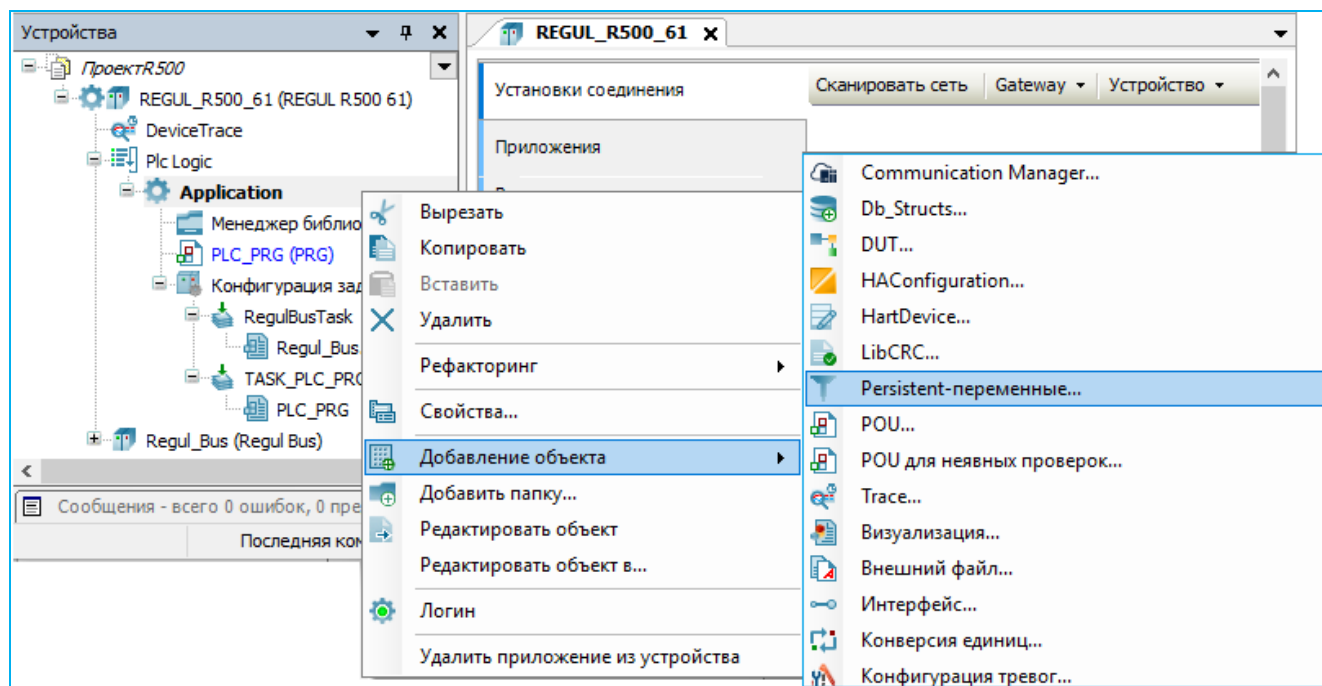 Устройства
ПроектR500
REGUL_R500_61 (REGUL R500 61)
DeviceTrace
Plc Logic
Application
Менеджер библио
PLC_PRG (PRG)
Конфигурация зад
RegulBusTask
Regul_Bus
TASK_PLC_PRG
PLC_PRG
Regul_Bus (Regul Bus)
Сообщения - всего 0 ошибок, 0 пре
Последняя ком
REGUL_R500_61
Установки соединения
Приложения
Сканировать сеть Gateway Устройство
Вырезать
Копировать
Вставить
Удалить
Рефакторинг
Свойства...
Добавление объекта
Добавить папку...
Редактировать объект
Редактировать объект в...
Логин
Удалить приложение из устройства
Communication Manager...
Db_Structs...
DUT...
HAConfiguration...
HartDevice...
LibCRC...
Persistent-переменные...
POU...
POU для неявных проверок...
Trace...
Визуализация...
Внешний файл...
Интерфейс...
Конверсия единиц...
Конфигурация тревог...